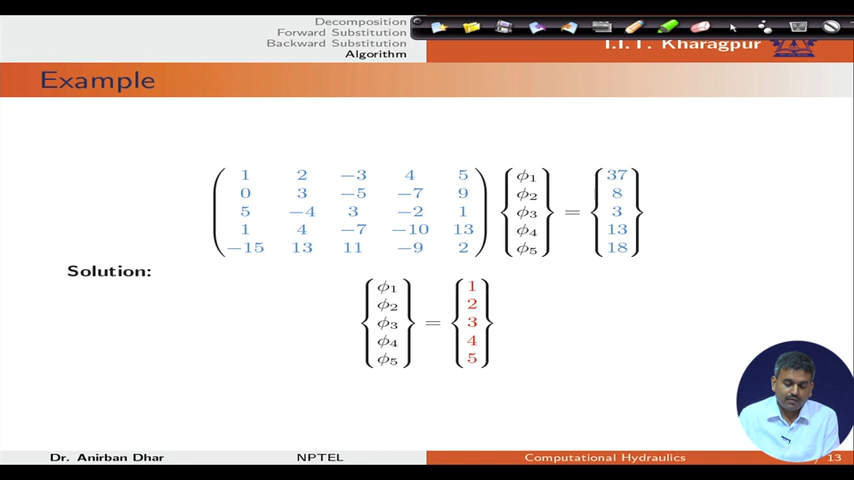 Decomposition
Forward Substitution
Backward Substitution
Algorithm
I.I.T. Kharagpur
Example
1 2 −3 4 5
0 3 −5 −7 9
5 −4 3 −2 1
1 4 −7 −10 13
−15 13 11 −9 2
ϕ1
ϕ2
ϕ3
ϕ4
ϕ5
=
37
8
3
13
18
Solution:
ϕ1
ϕ2
ϕ3
ϕ4
ϕ5
=
1
2
3
4
5
Dr. Anirban Dhar NPTEL Computational Hydraulics / 13